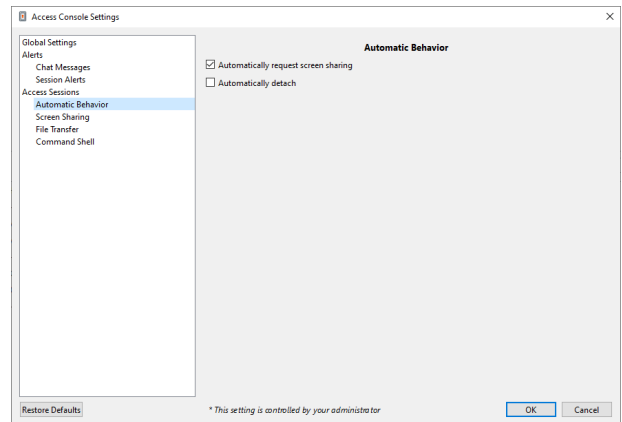 Access Console Settings
Global Settings
Alerts
Chat Messages
Session Alerts
Access Sessions
Automatic Behavior
Screen Sharing
File Transfer
Command Shell
Automatic Behavior
Automatically request screen sharing
Automatically detach
Restore Defaults
* This setting is controlled by your administrator
OK
Cancel